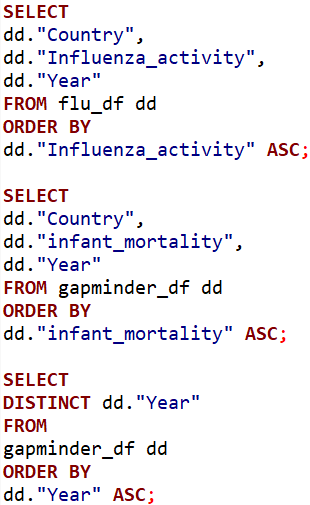 SELECT
dd."Country",
dd."Influenza_activity",
dd."Year"
FROM flu_df dd
ORDER BY
dd."Influenza_activity" ASC;
SELECT
dd."Country",
dd."infant_mortality",
dd."Year"
FROM gapminder_df dd
ORDER BY
dd."infant_mortality" ASC;
SELECT
DISTINCT dd."Year"
FROM
gapminder_df dd
ORDER BY
dd."Year" ASC;